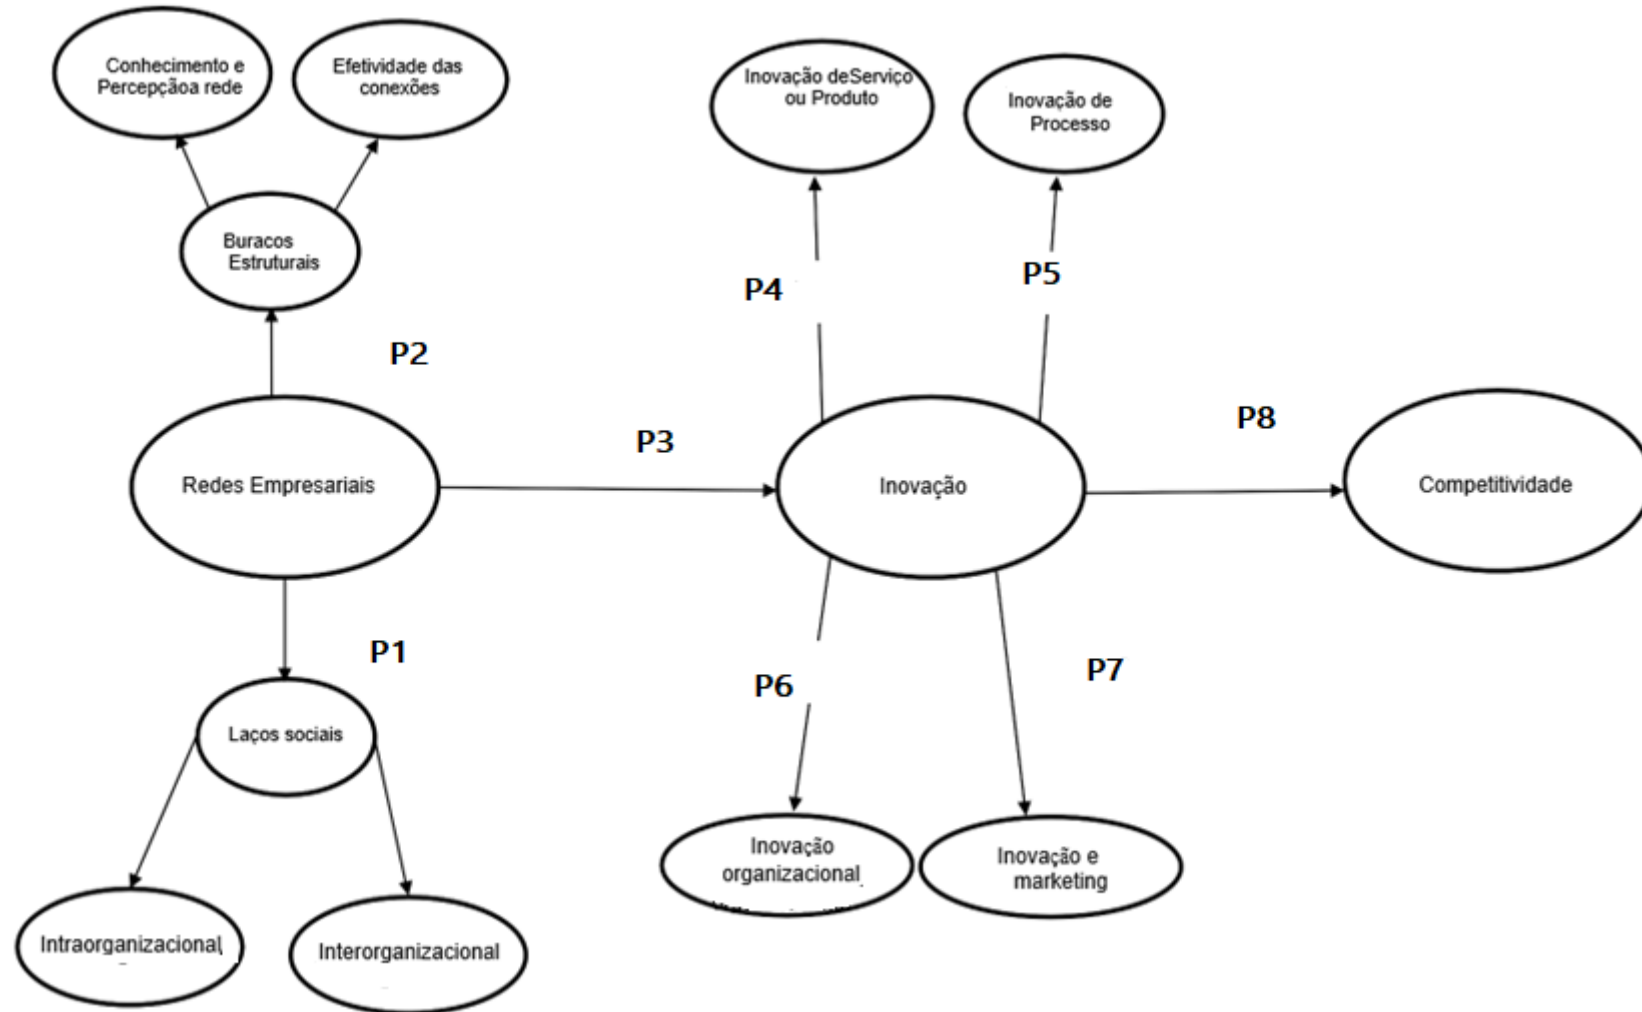 Conhecimento e
Percepçãoa rede
Efetividade das
conexões
Inovação deServiço
ou Produto
Inovação de
Processo
Buracos
Estruturais
P4
P5
P2
P3
P8
Redes Empresariais
Inovação
Competitividade
P1
P6
P7
Laços sociais
Inovação
organizacional
Inovação e
marketing
Intraorganizacional
Interorganizacional